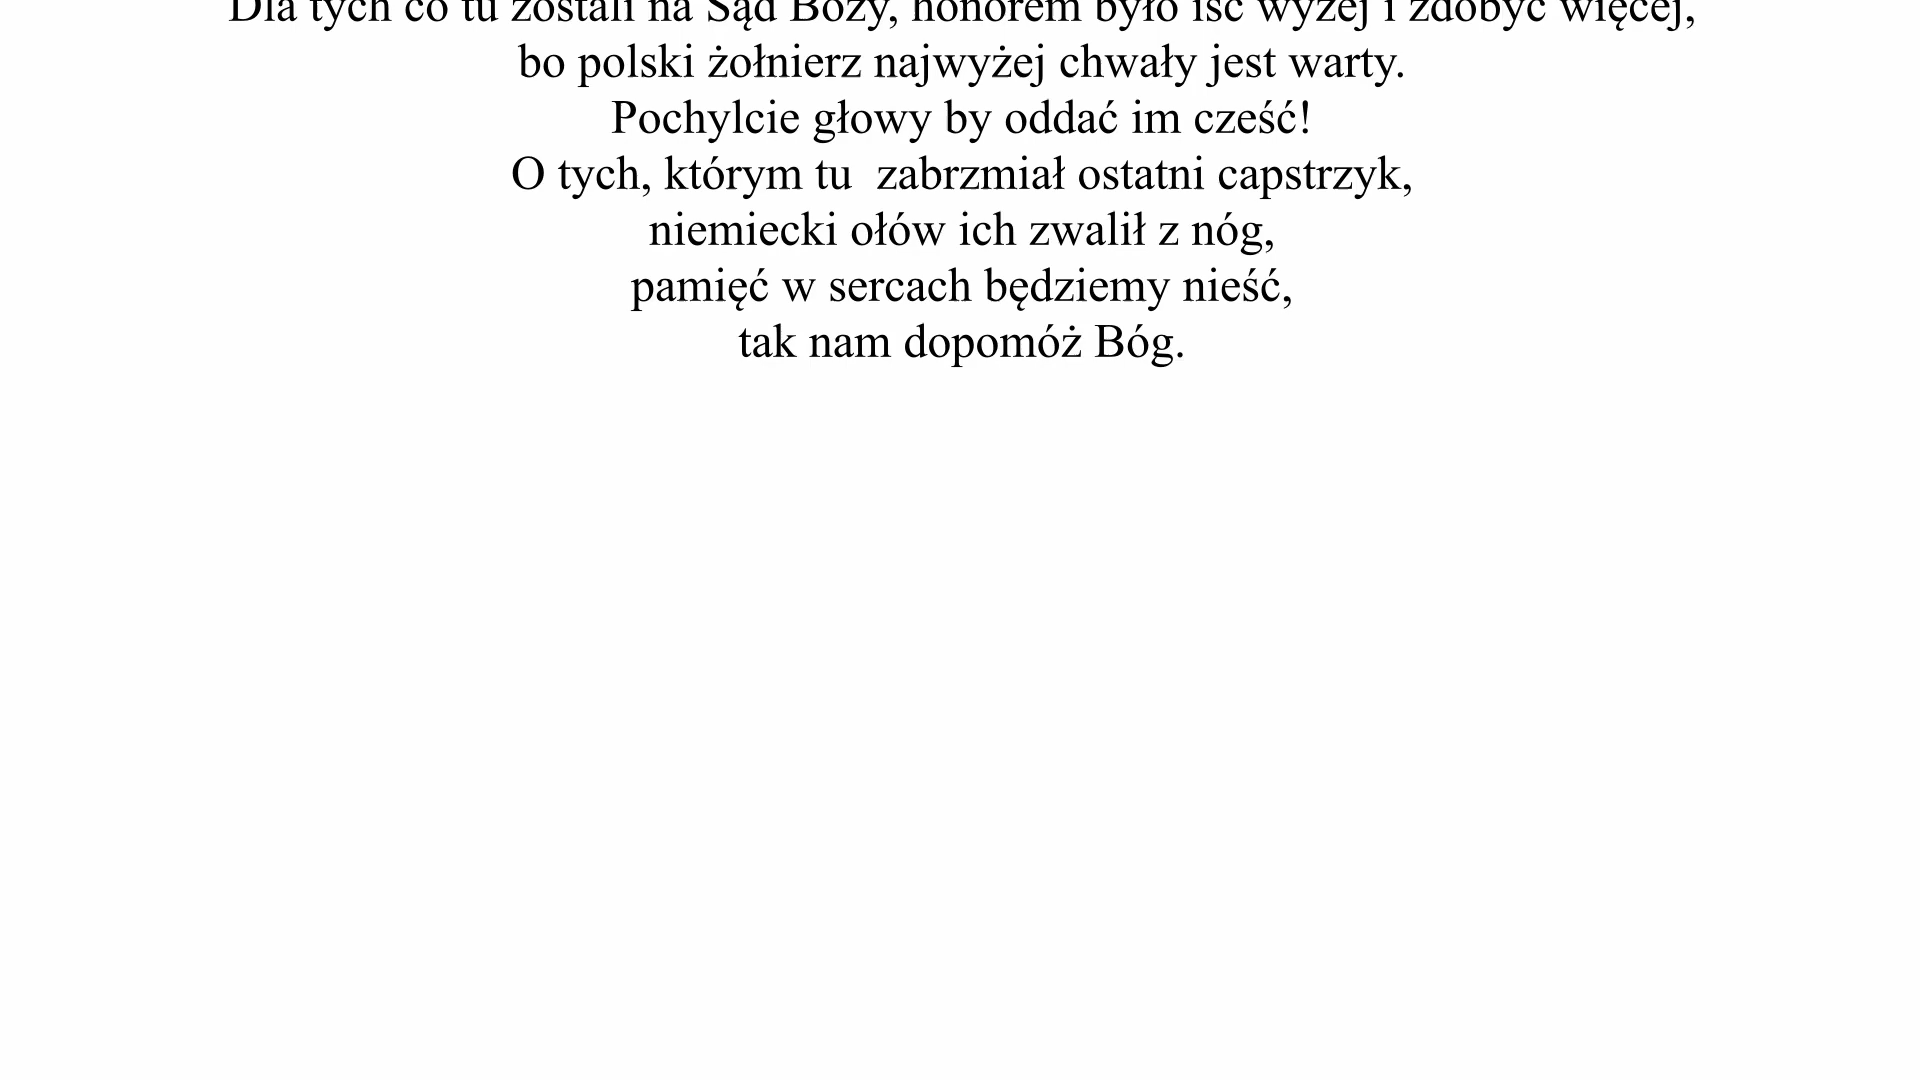 Dla tych co tu zostali na Sąd Boży, honorem było iść wyżej i zdobyć więcej,
bo polski żołnierz najwyżej chwały jest warty.
Pochylcie głowy by oddać im cześć!
O tych, którym tu  zabrzmiał ostatni capstrzyk,
niemiecki ołów ich zwalił z nóg,
pamięć w sercach będziemy nieść,
tak nam dopomóż Bóg.